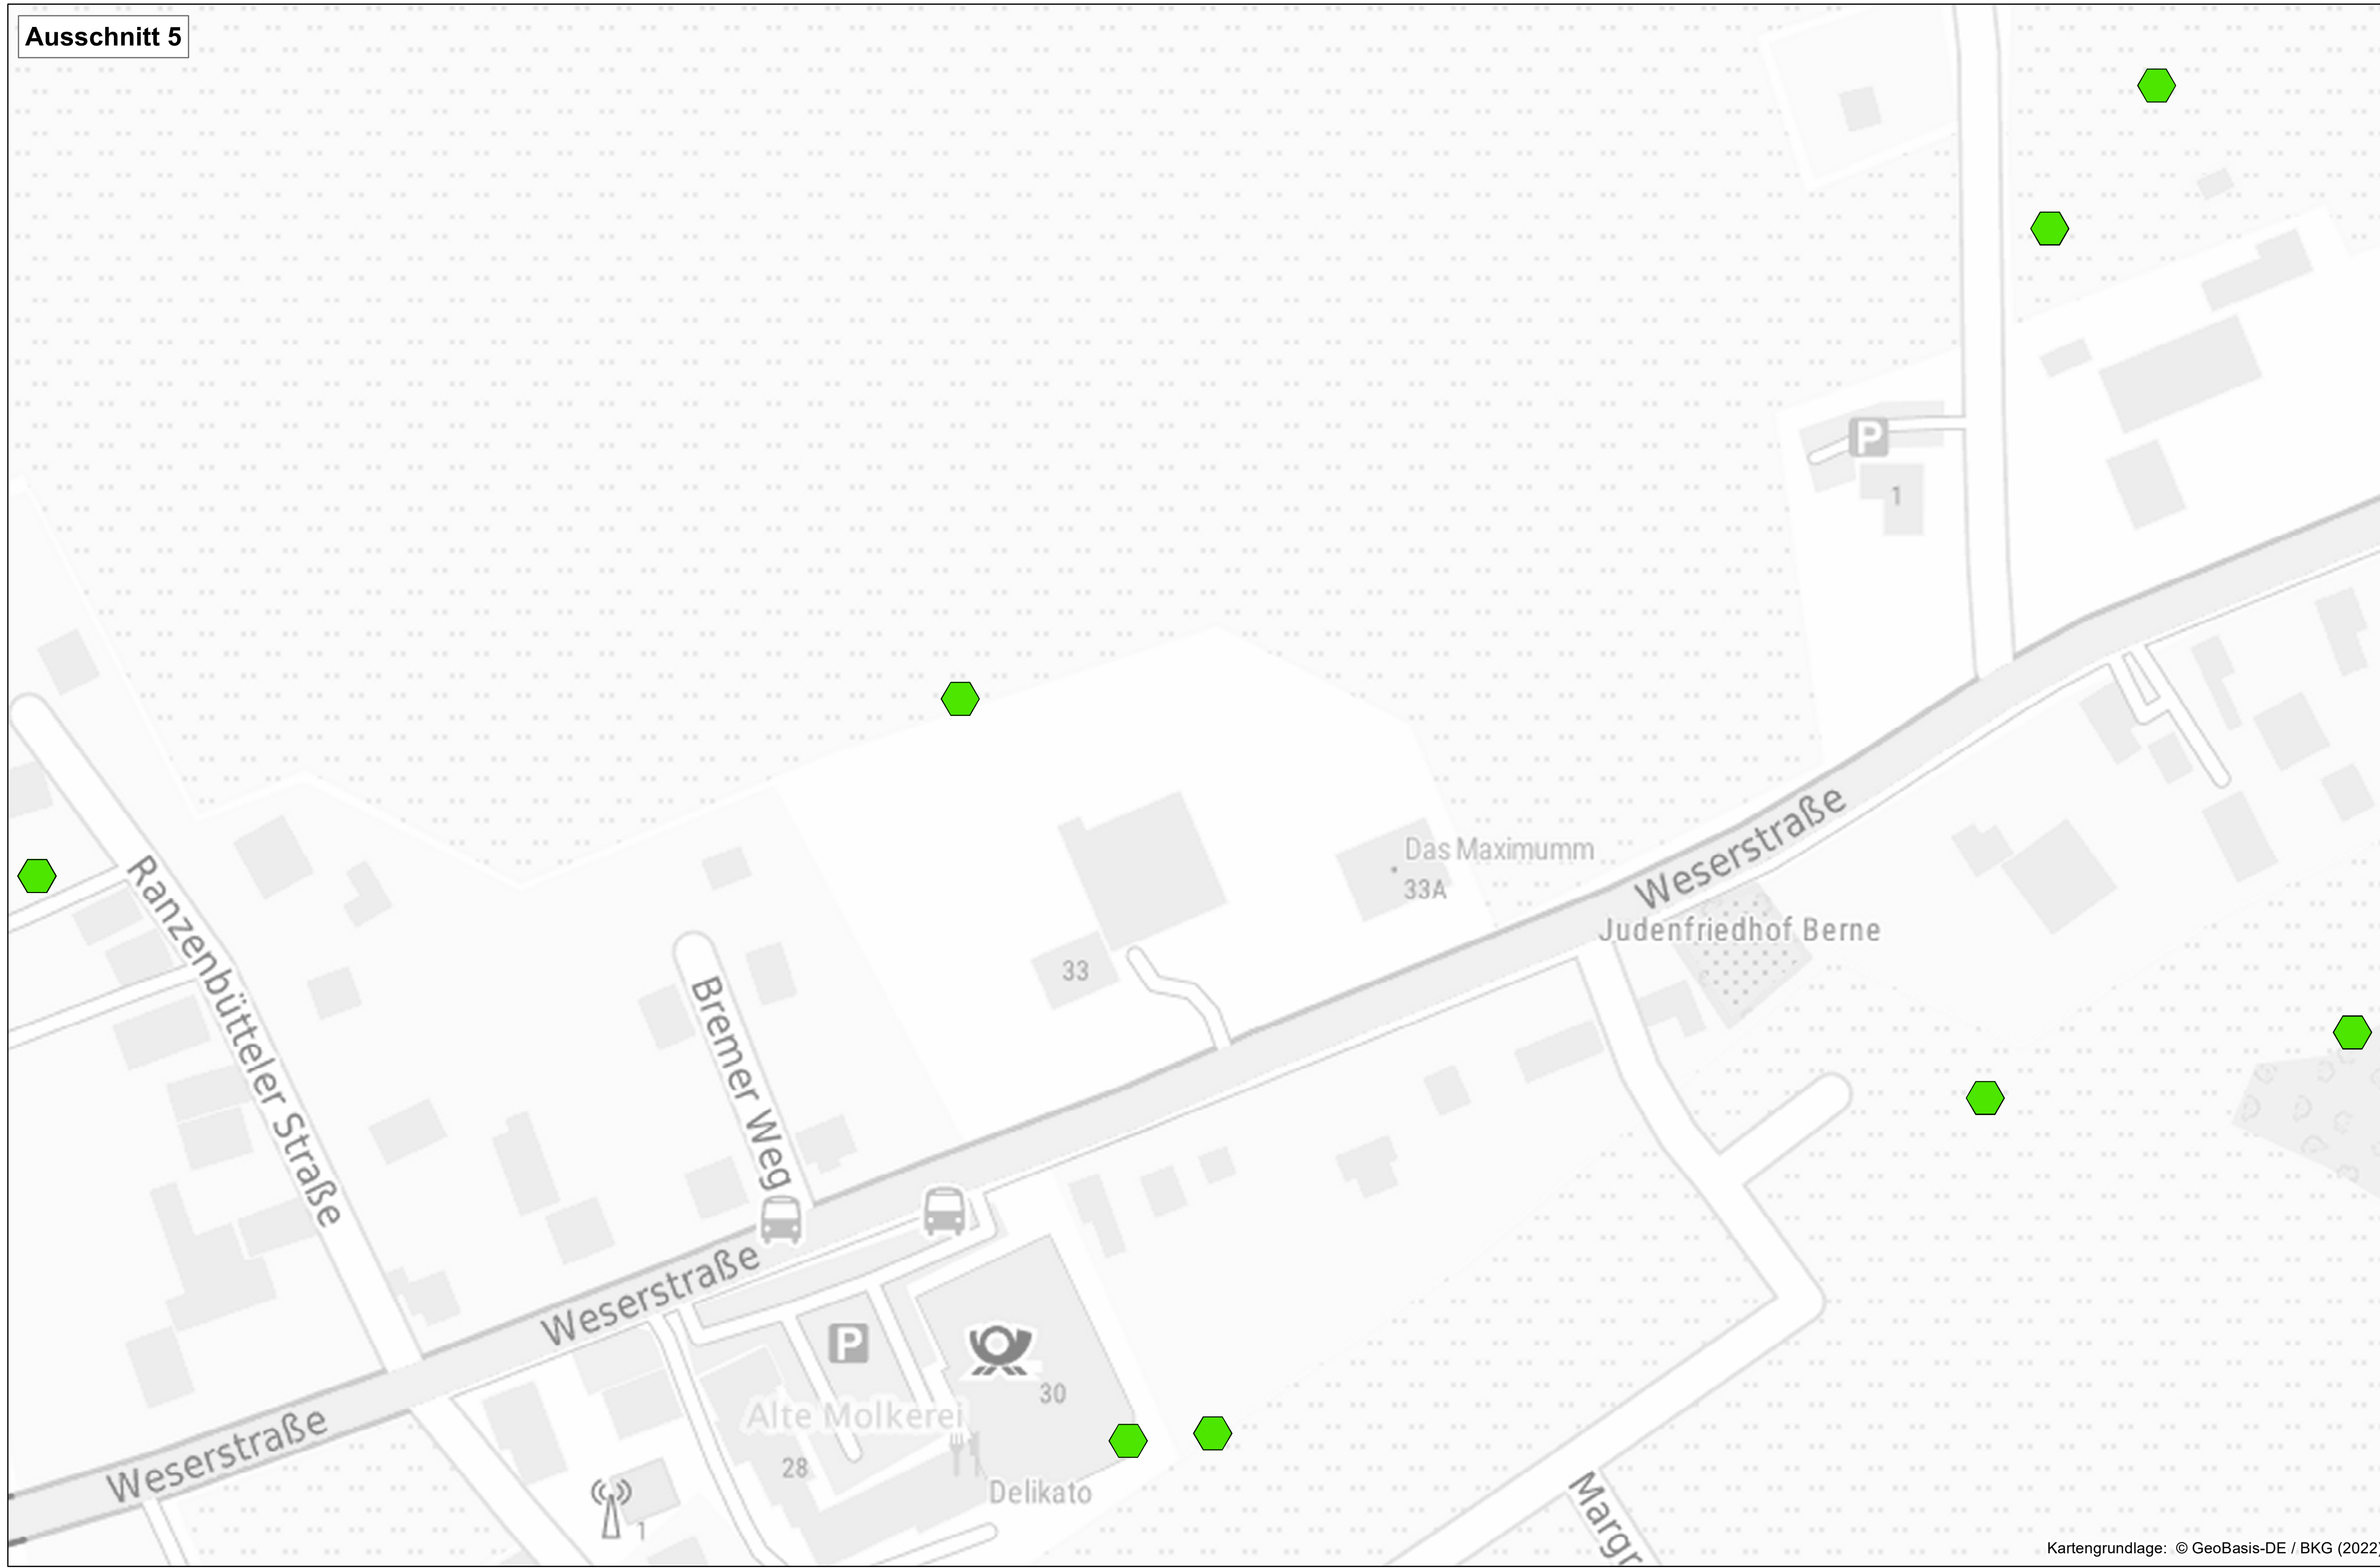 Ausschnitt 5
P
1
Das Maximumm
33A
Weserstraße
Judenfriedhof Berne
33
Ranzenbütteler Straße
Bremer Weg
Weserstraße
P
30
Alte Molkerei
28
Delikato
Weserstraße
1
Margr
Kartengrundlage: © GeoBasis-DE / BKG (2022)